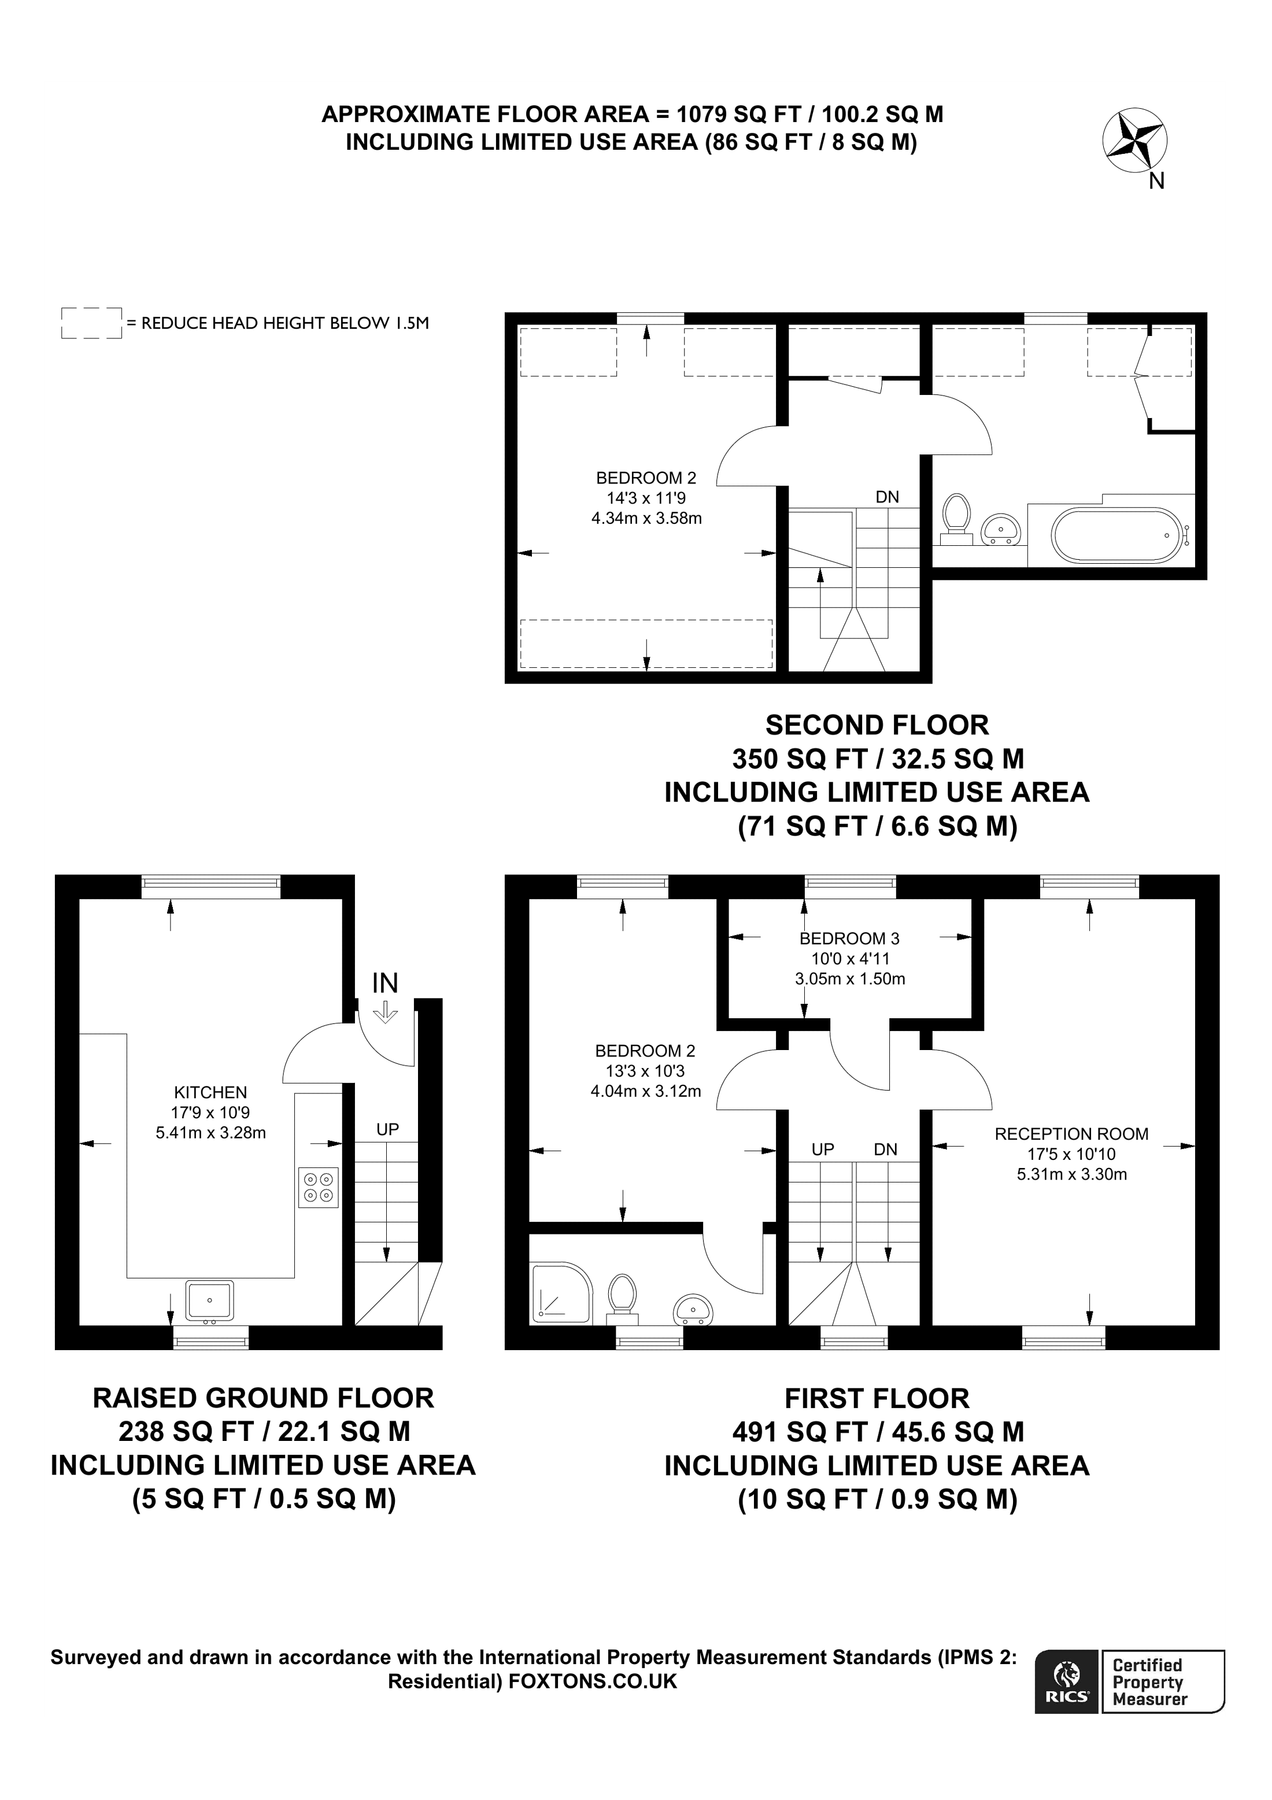 APPROXIMATE FLOOR AREA = 1079 SQ FT / 100.2 SQ M
INCLUDING LIMITED USE AREA (86 SQ FT / 8 SQ M)
N
= REDUCE HEAD HEIGHT BELOW 1.5M
BEDROOM 2
14'3 x 11'9
4.34m x 3.58m
DN
SECOND FLOOR
350 SQ FT / 32.5 SQ M
INCLUDING LIMITED USE AREA
(71 SQ FT / 6.6 SQ M)
IN
KITCHEN
17'9 x 10'9
5.41m x 3.28m
UP
RAISED GROUND FLOOR
238 SQ FT / 22.1 SQ M
INCLUDING LIMITED USE AREA
(5 SQ FT / 0.5 SQ M)
BEDROOM 3
10'0 x 4'11
3.05m x 1.50m
BEDROOM 2
13'3 x 10'3
4.04m x 3.12m
UP
DN
RECEPTION ROOM
17'5 x 10'10
5.31m x 3.30m
FIRST FLOOR
491 SQ FT / 45.6 SQ M
INCLUDING LIMITED USE AREA
(10 SQ FT / 0.9 SQ M)
Surveyed and drawn in accordance with the International Property Measurement Standards (IPMS 2:
Residential) FOXTONS.CO.UK
RICS
Certified
Property
Measurer